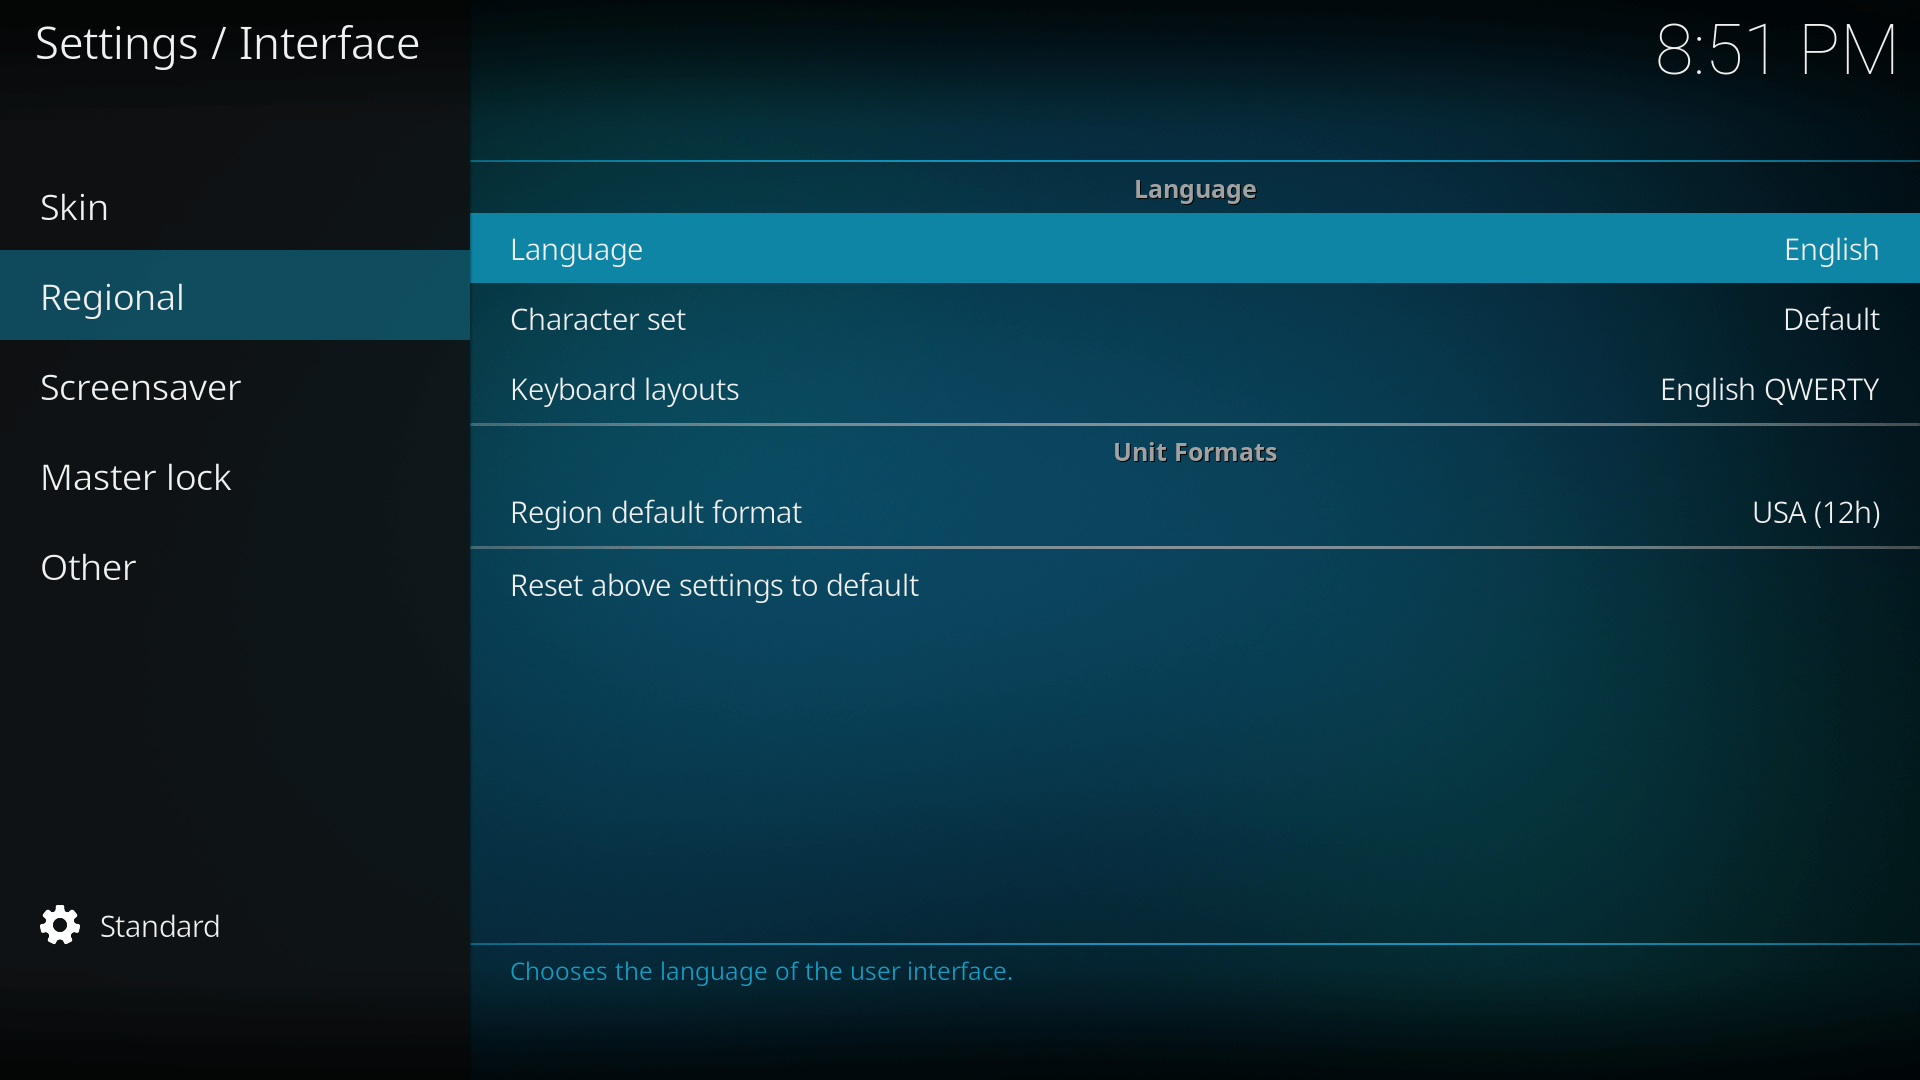 Settings / Interface
8:51 PM
Skin
Regional
Screensaver
Master lock
Other
Standard
Language
Language English
Character set Default
Keyboard layouts English QWERTY
Unit Formats
Region default format USA (12h)
Reset above settings to default
Chooses the language of the user interface.